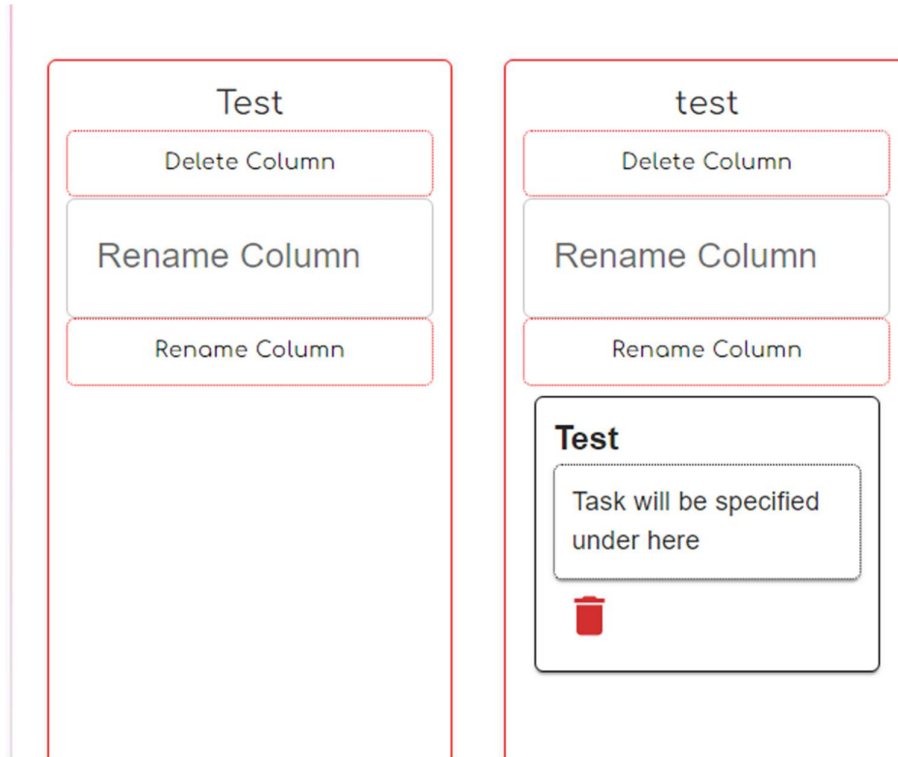 Test
Delete Column
Rename Column
Rename Column
test
Delete Column
Rename Column
Rename Column
Test
Task will be specified
under here